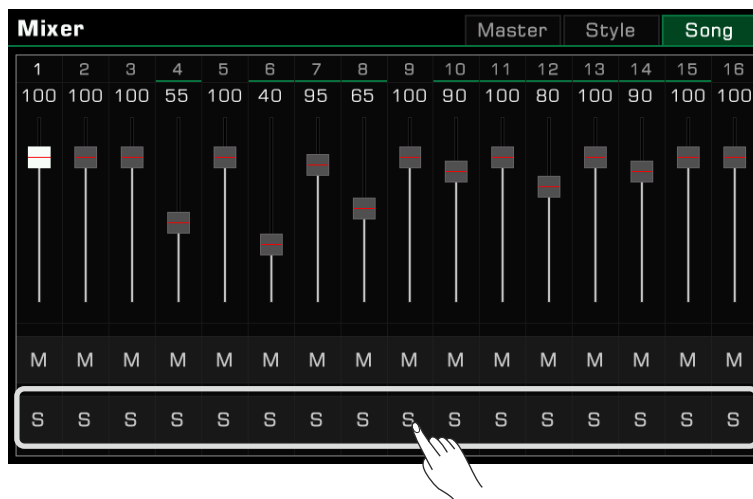 Mixer Master Style Song
1 2 3 4 5 6 7 8 9 10 11 12 13 14 15 16
100 100 100 55 100 40 95 65 100 90 100 80 100 90 100 100
M M M M M M M M M M M M M M M M
S S S S S S S S S S S S S S S S